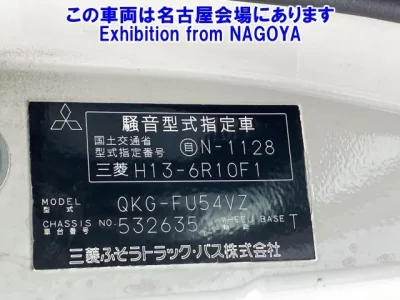 この車両は名古屋会場にあります
Exhibition from NAGOYA
騒音型式指定車
国土交通省
型式指定番号 自 N-1128
三菱 H13-6R10F1
MODEL
型式 QKG-FU54VZ
CHASSIS NO. 532635 WHEEL BASE T
車台番号
三菱ふそうトラック・バス株式会社